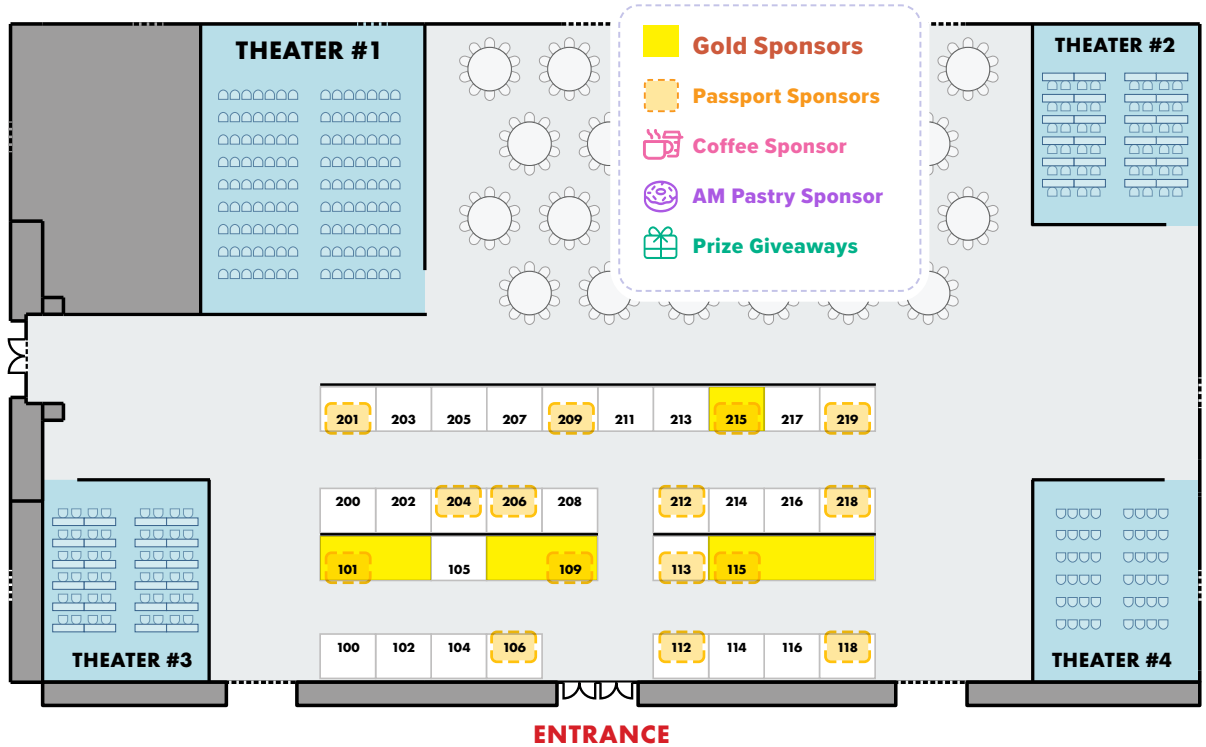 THEATER #1
Gold Sponsors
THEATER #2
Passport Sponsors
Coffee Sponsor
AM Pastry Sponsor
Prize Giveaways
201 203 205 207 209 211 213 215 217 219
200 202 204 206 208 212 214 216 218
101 105 109 113 115
100 102 104 106 112 114 116 118
THEATER #3
THEATER #4
ENTRANCE